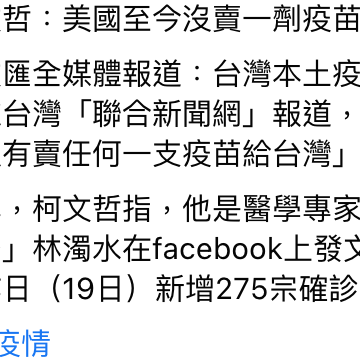 哲：美國至今沒賣一劑疫苗
匯全媒體報道：台灣本土疫
台灣「聯合新聞網」報道，
有賣任何一支疫苗給台灣」
，柯文哲指，他是醫學專家
」林濁水在facebook上發文
日（19日）新增275宗確診
疫情